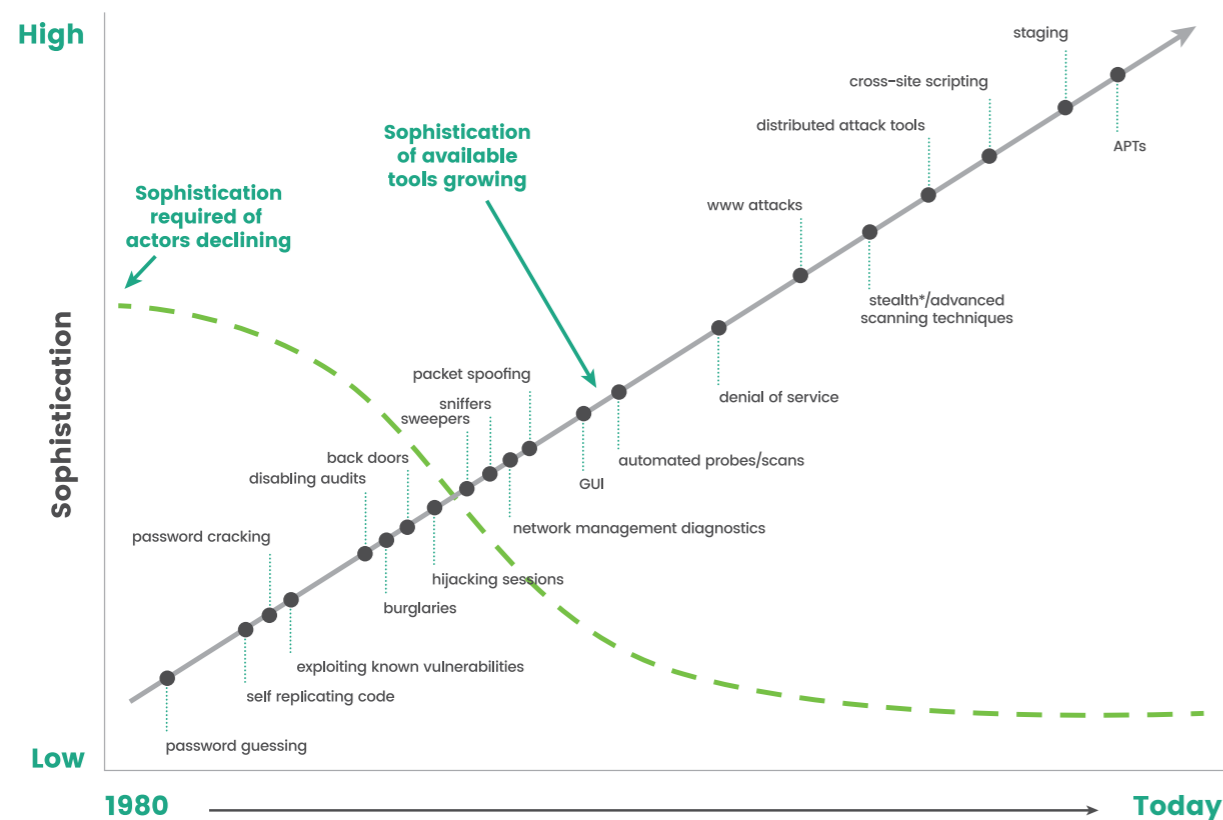 High
staging
cross-site scripting
distributed attack tools
Sophistication
of available
tools growing
APTs
Sophistication
required of
actors declining
www attacks
stealth*/advanced
scanning techniques
Sophistication
packet spoofing
denial of service
sniffers
sweepers
back doors
automated probes/scans
disabling audits
GUI
network management diagnostics
password cracking
hijacking sessions
burglaries
exploiting known vulnerabilities
self replicating code
password guessing
Low
1980
Today